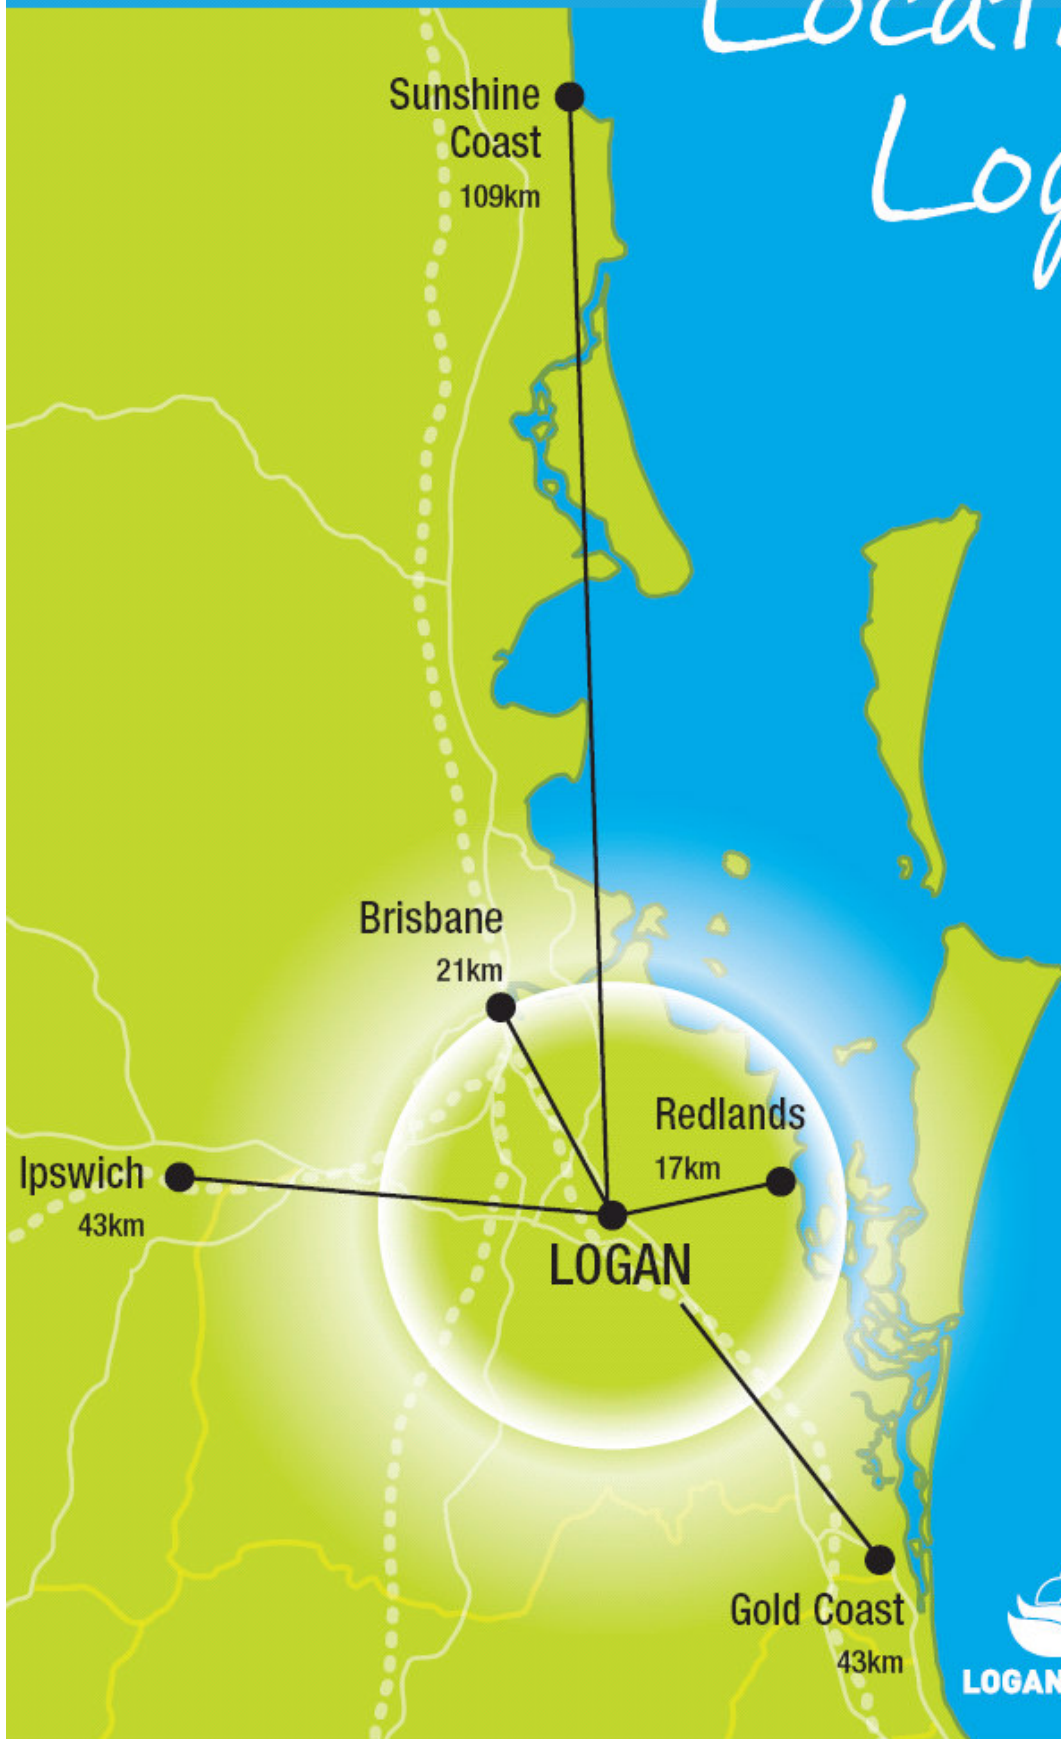 Sunshine
Coast
109km
Brisbane
21km
Redlands
17km
Ipswich
43km
LOGAN
Gold Coast
43km
LOGAN